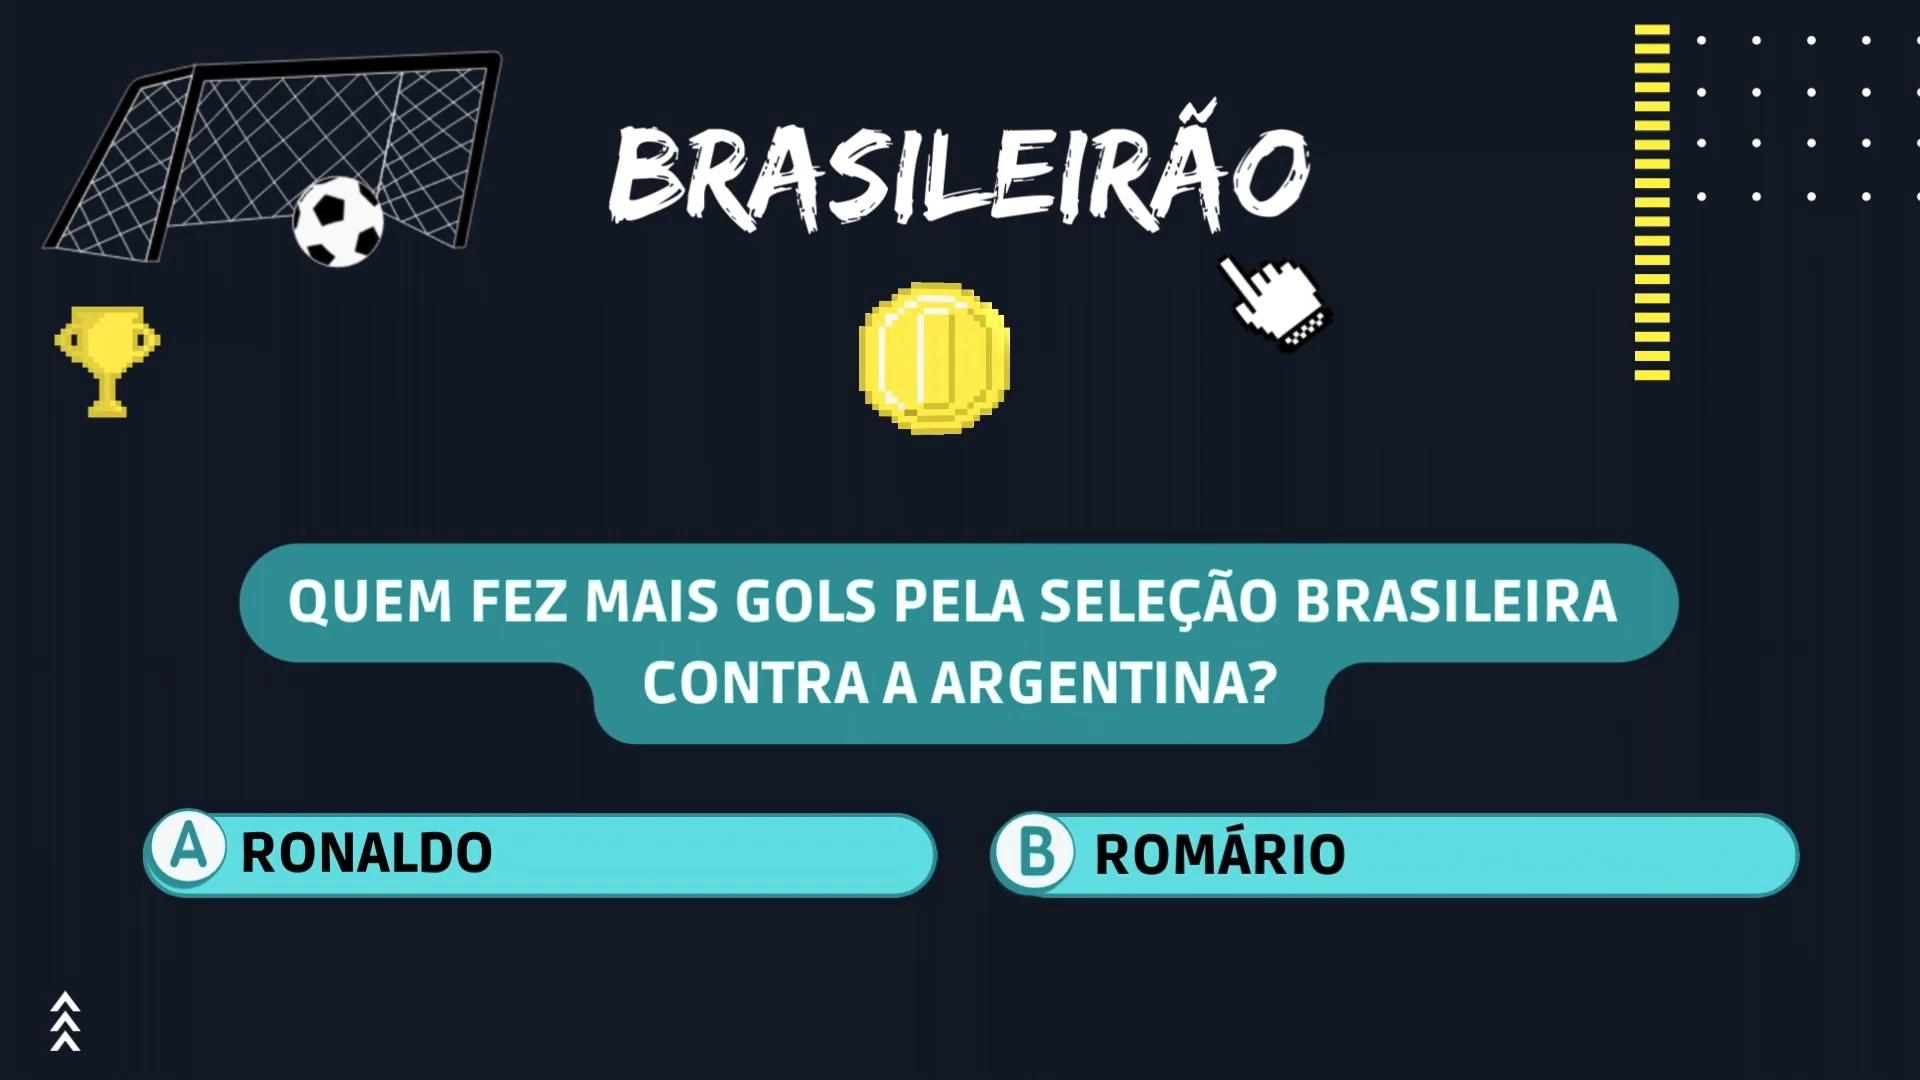 BRASILEIRÃO
QUEM FEZ MAIS GOLS PELA SELEÇÃO BRASILEIRA
CONTRA A ARGENTINA?
A RONALDO
B ROMÁRIO